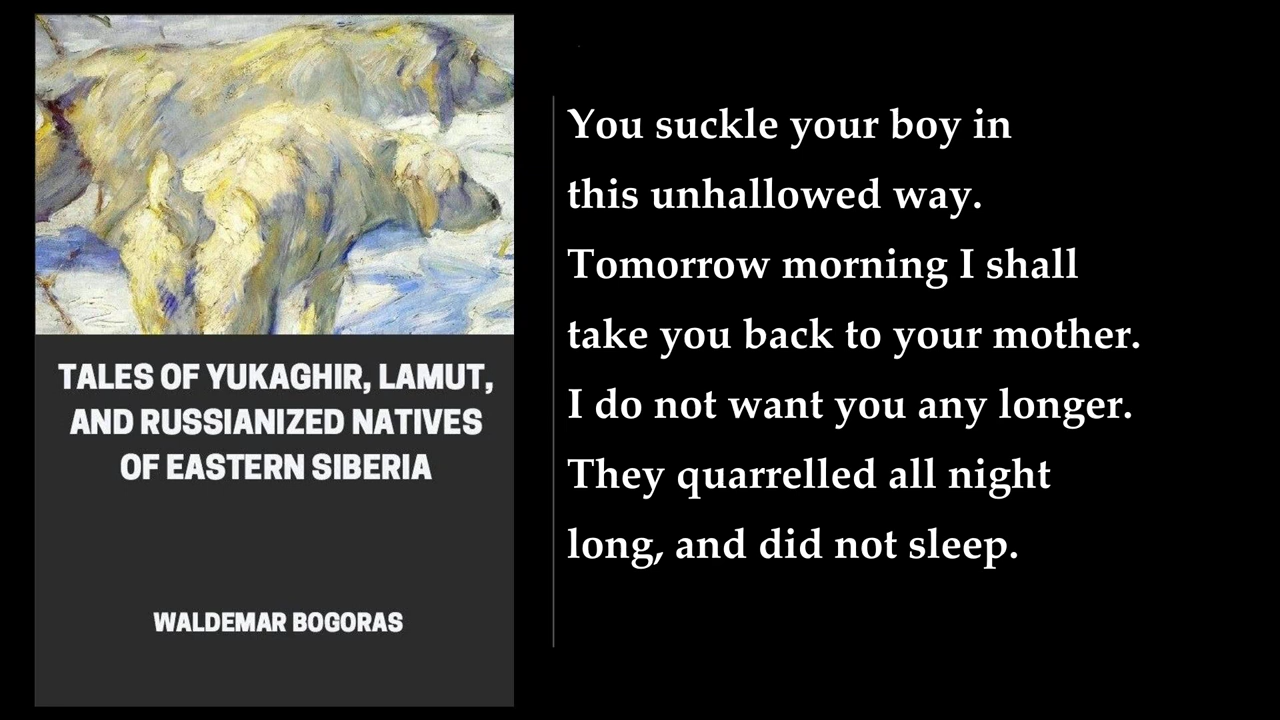 TALES OF YUKAGHIR, LAMUT,
AND RUSSIANIZED NATIVES
OF EASTERN SIBERIA
WALDEMAR BOGORAS
You suckle your boy in
this unhallowed way.
Tomorrow morning I shall
take you back to your mother.
I do not want you any longer.
They quarrelled all night
long, and did not sleep.